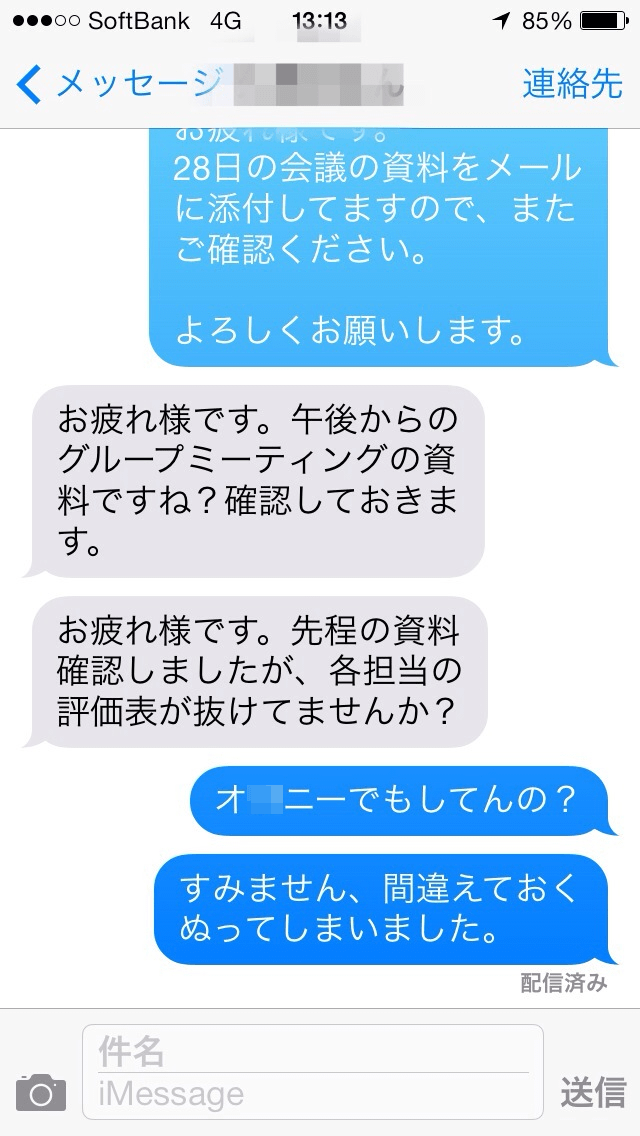 SoftBank 4G 13:13 85%
メッセージ
連絡先
お疲れ様です。
28日の会議の資料をメール
に添付してますので、また
ご確認ください。
よろしくお願いします。
お疲れ様です。午後からの
グループミーティングの資
料ですね？確認しておきま
す。
お疲れ様です。先程の資料
確認しましたが、各担当の
評価表が抜けてませんか？
オ ニーでもしてんの？
すみません、間違えておく
ぬってしまいました。
配信済み
件名
iMessage
送信